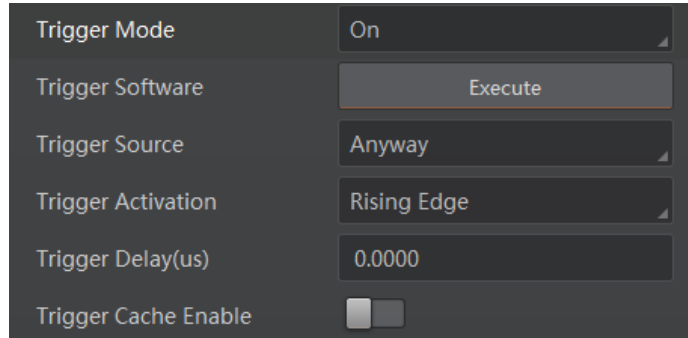 Trigger Mode On
Trigger Software Execute
Trigger Source Anyway
Trigger Activation Rising Edge
Trigger Delay(us) 0.0000
Trigger Cache Enable